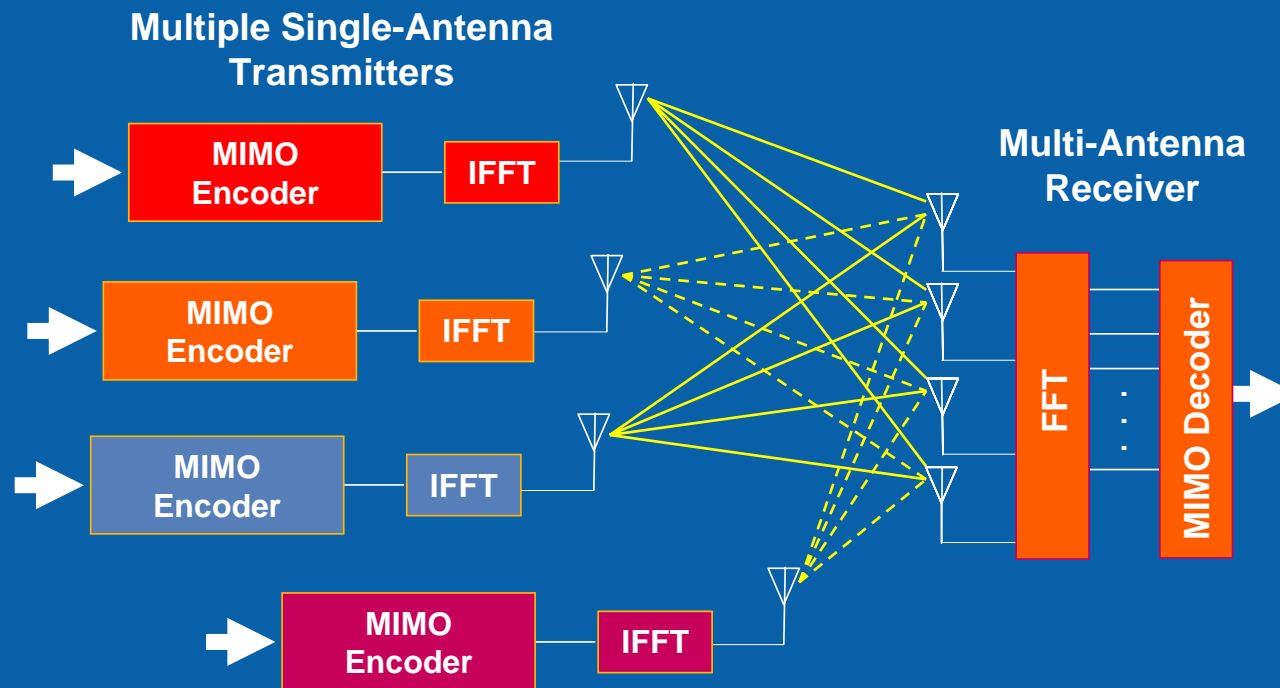 Multiple Single-Antenna
Transmitters
MIMO
Encoder
IFFT
MIMO
Encoder
IFFT
MIMO
Encoder
IFFT
MIMO
Encoder
IFFT
Multi-Antenna
Receiver
FFT
. . .
MIMO Decoder